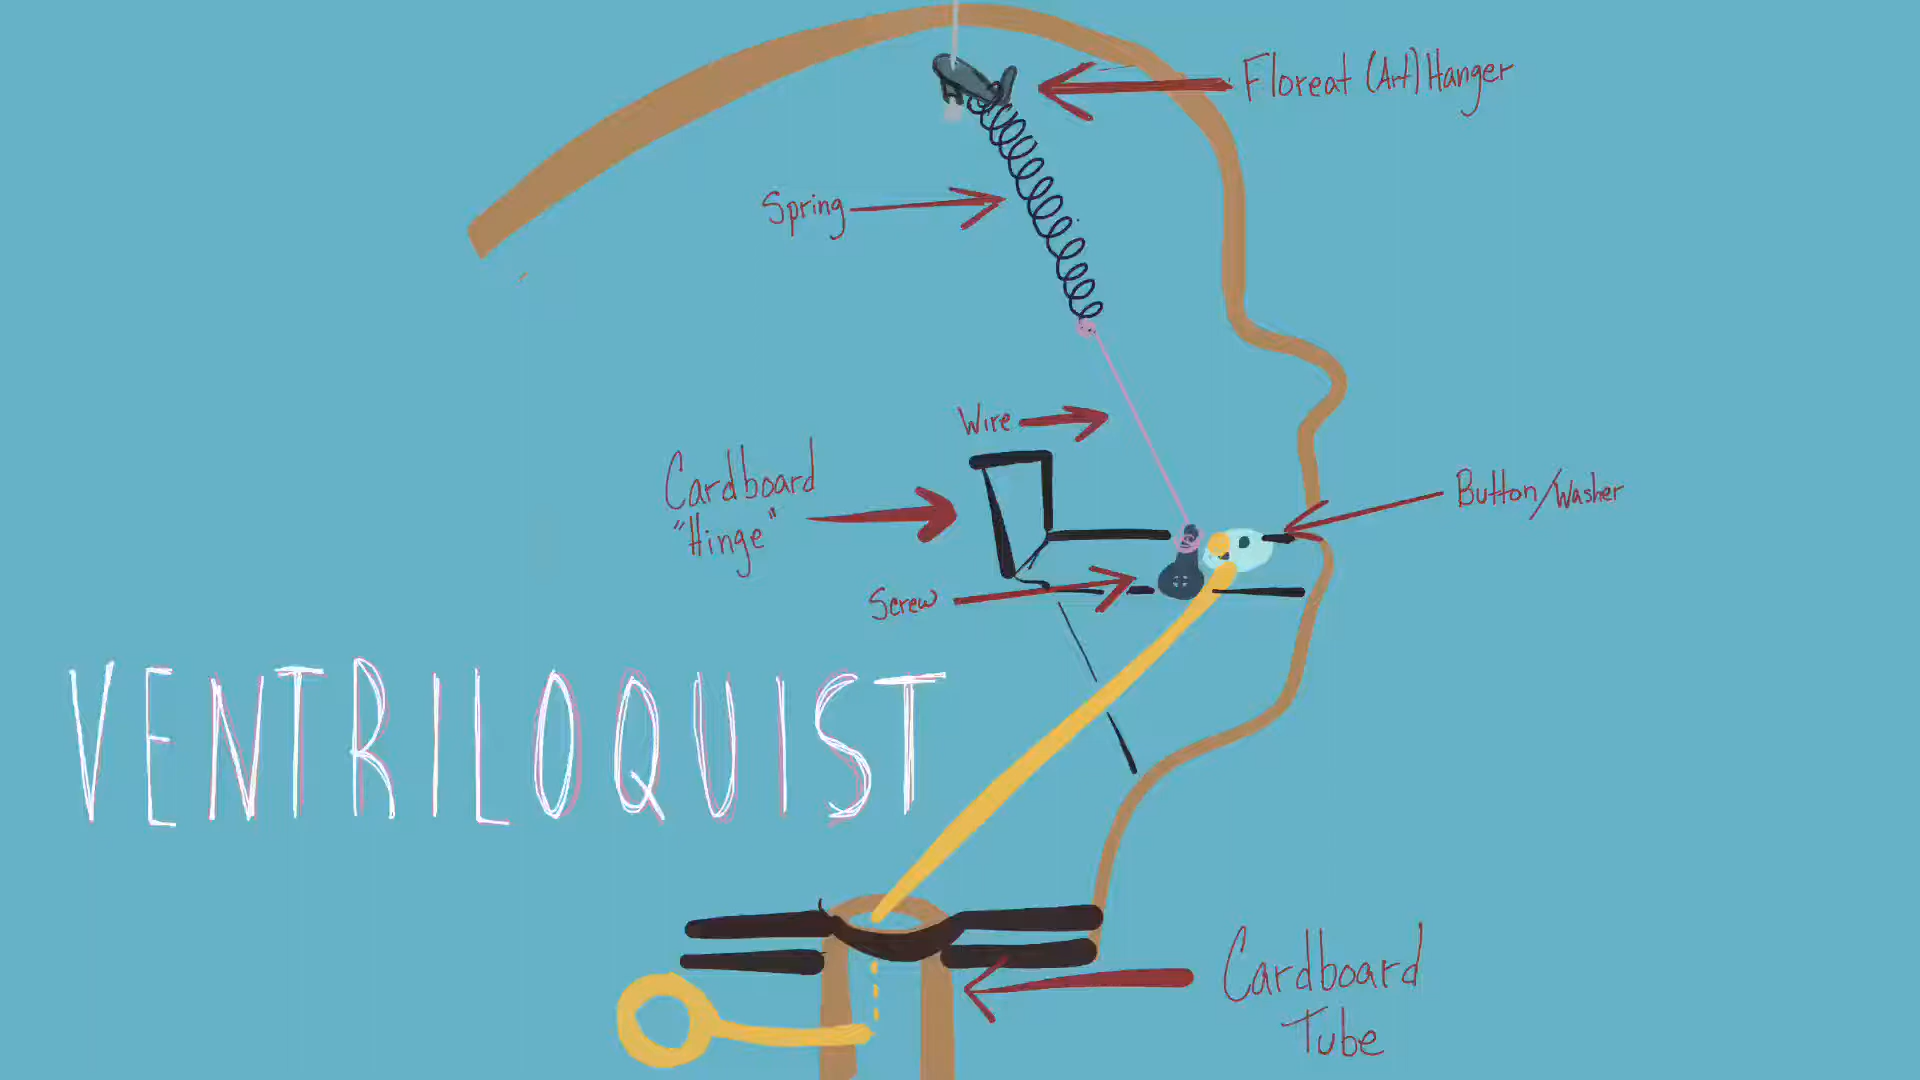 Floreat (Art) Hanger
Spring
Wire
Cardboard
"Hinge"
Button/Washer
Screw
VENTRILOQUIST
Cardboard
Tube